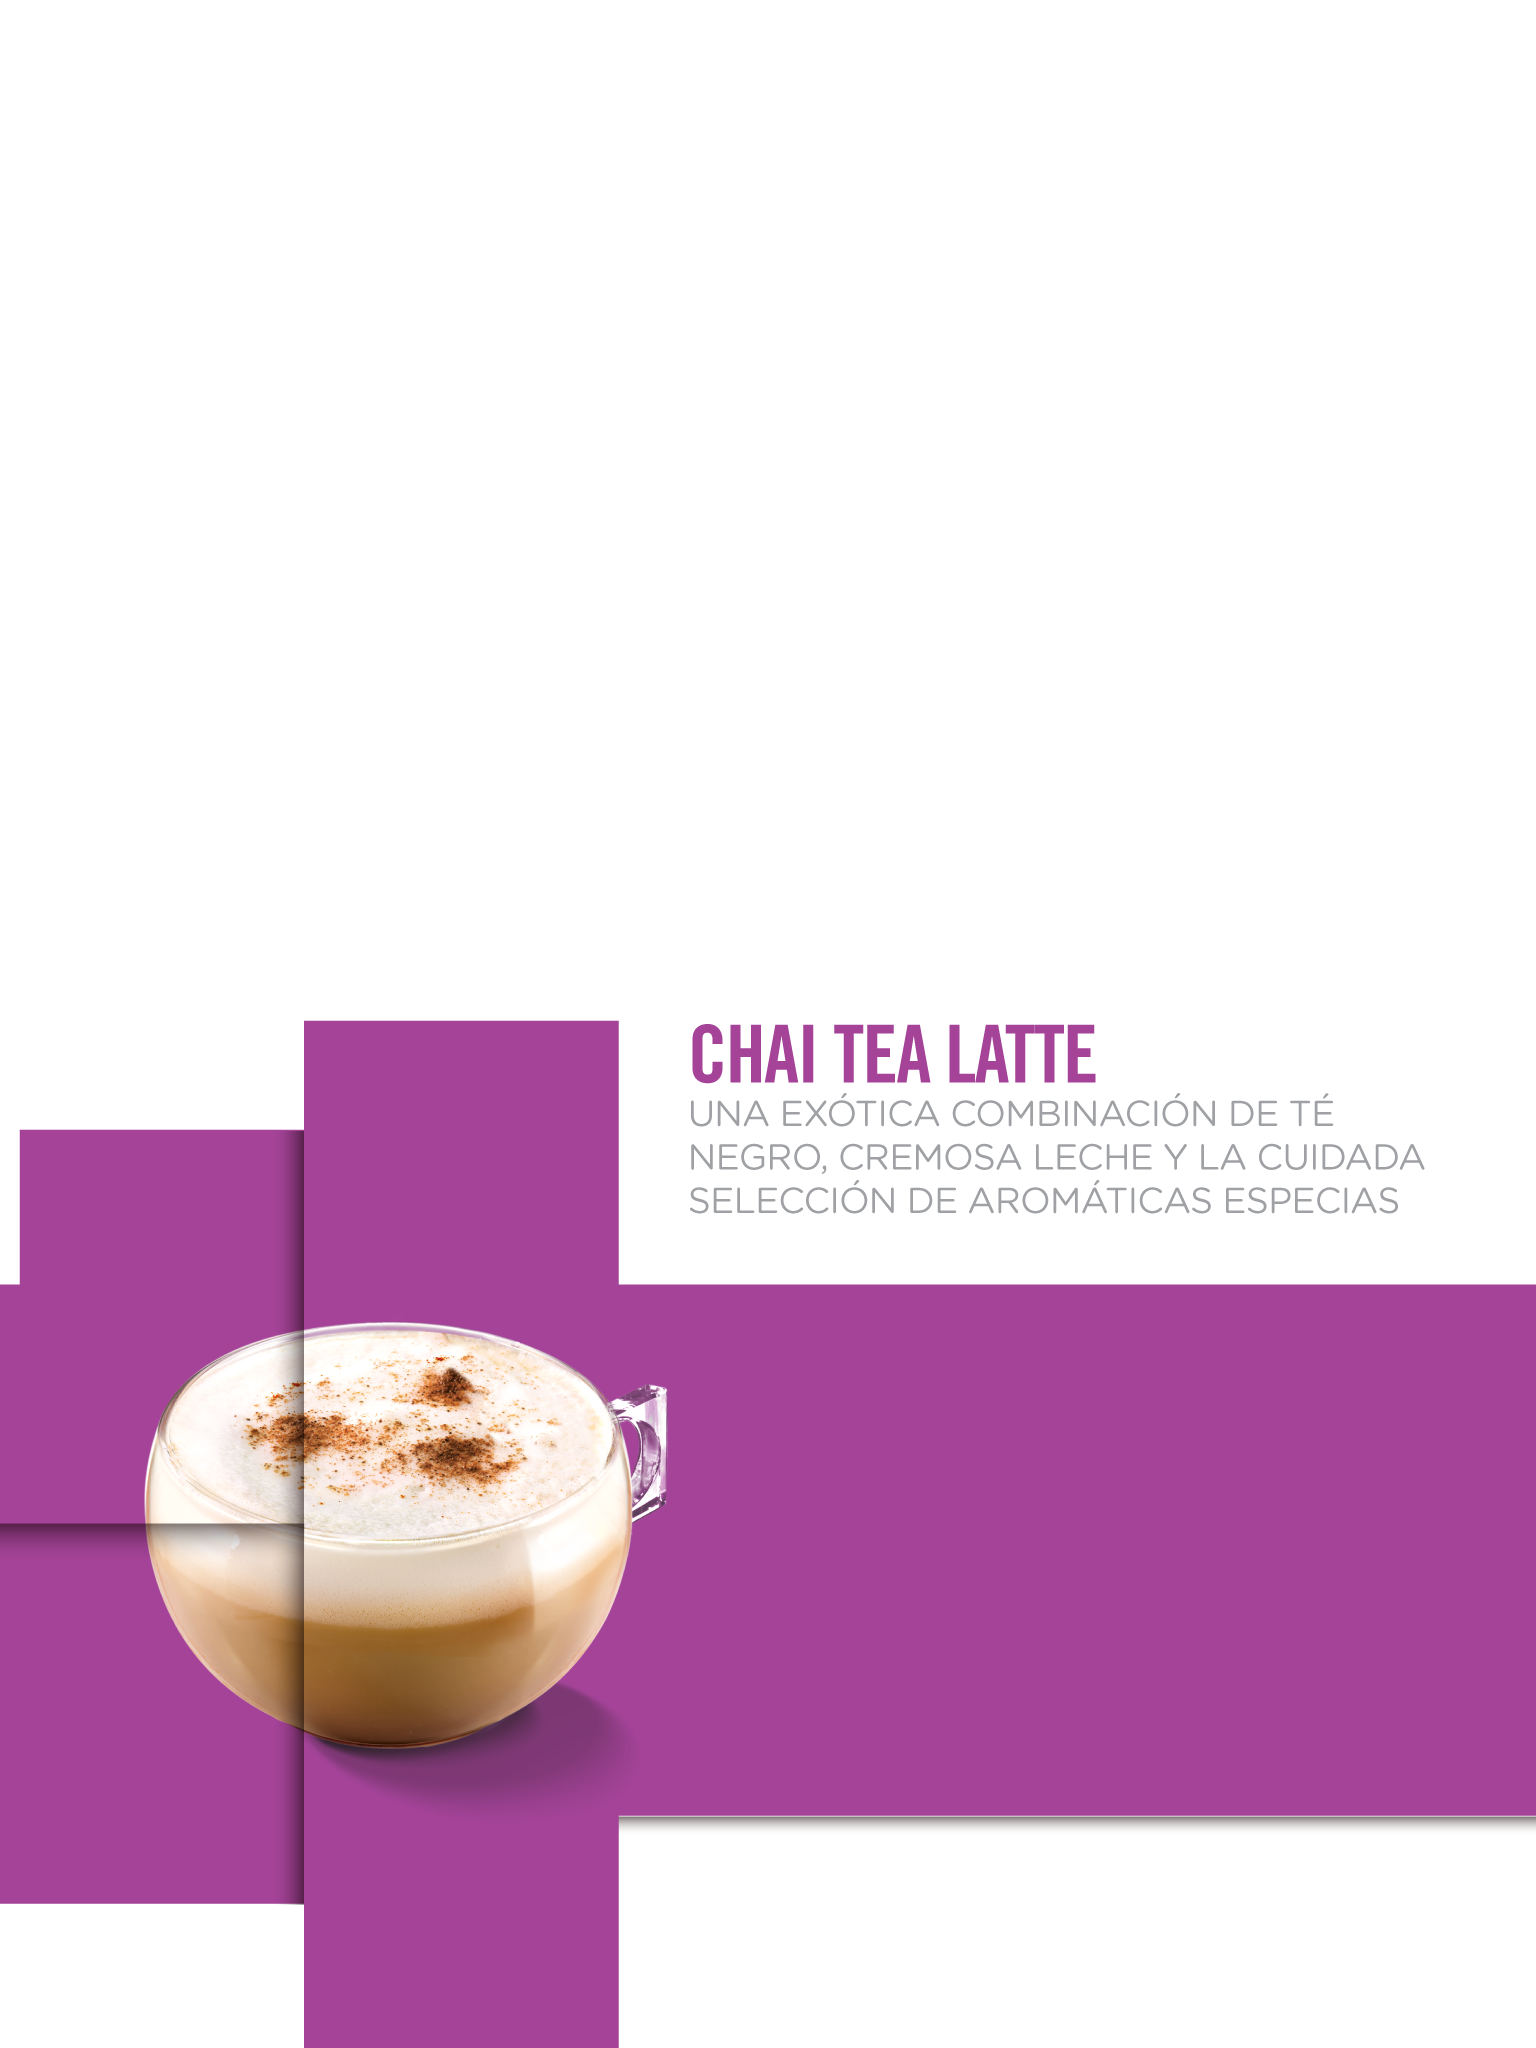 CHAI TEA LATTE
UNA EXÓTICA COMBINACIÓN DE TÉ
NEGRO, CREMOSA LECHE Y LA CUIDADA
SELECCIÓN DE AROMÁTICAS ESPECIAS